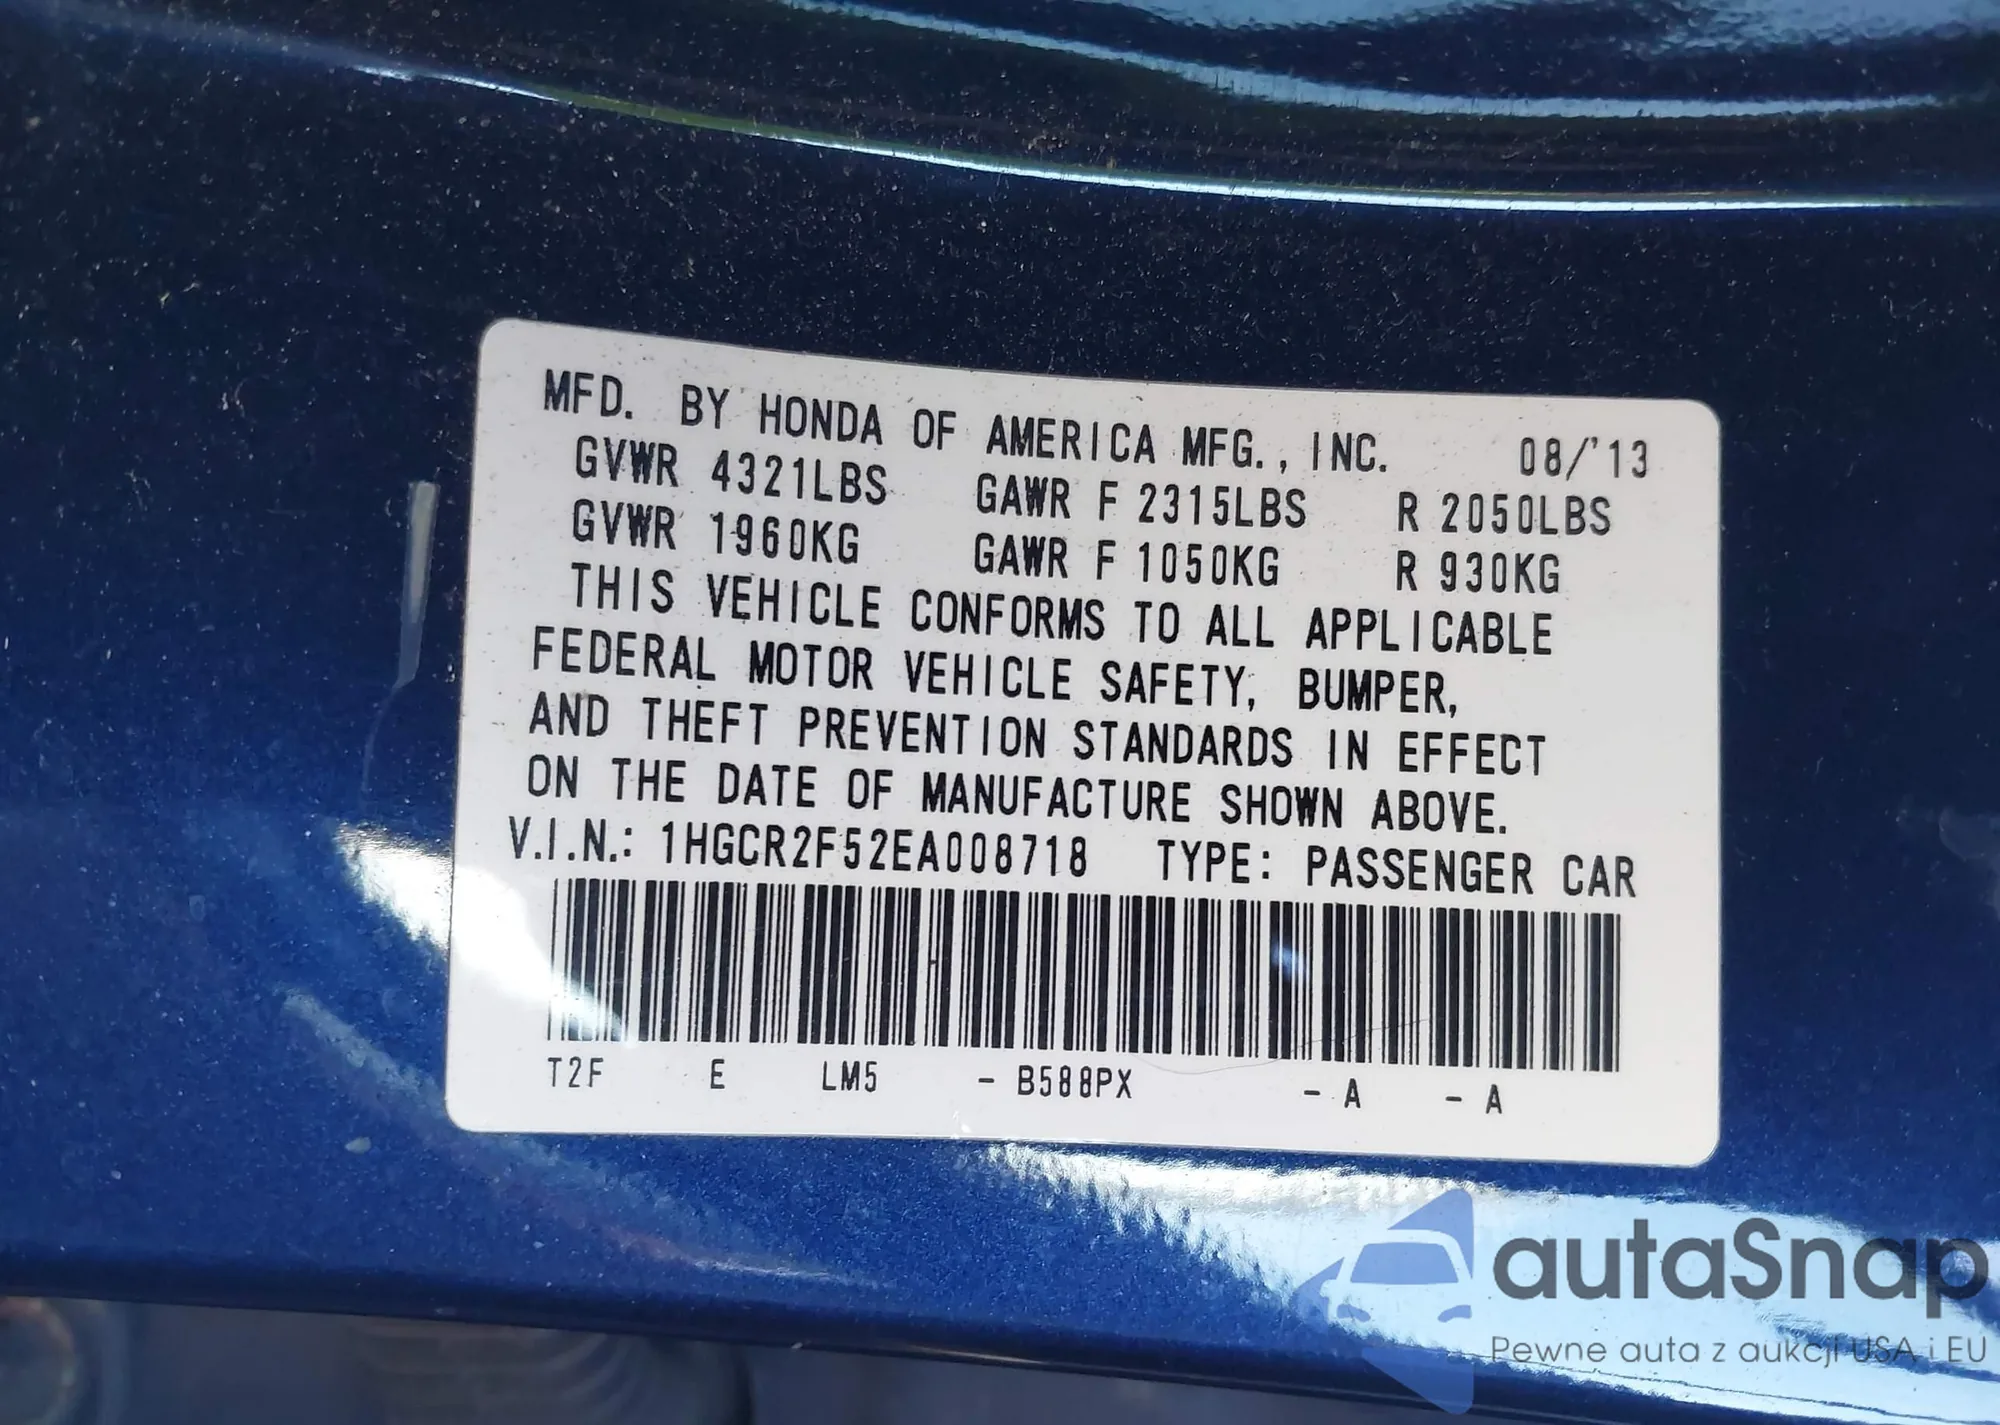 MFD. BY HONDA OF AMERICA MFG., INC. 08/'13
GVWR 4321LBS GAWR F 2315LBS R 2050LBS
GVWR 1960KG GAWR F 1050KG R 930KG
THIS VEHICLE CONFORMS TO ALL APPLICABLE
FEDERAL MOTOR VEHICLE SAFETY, BUMPER,
AND THEFT PREVENTION STANDARDS IN EFFECT
ON THE DATE OF MANUFACTURE SHOWN ABOVE.
V.I.N.: 1HGCR2F52EA008718 TYPE: PASSENGER CAR
T2F E LM5 - B588PX - A - A
autaSnap
Pewne auta z aukcji USA i EU